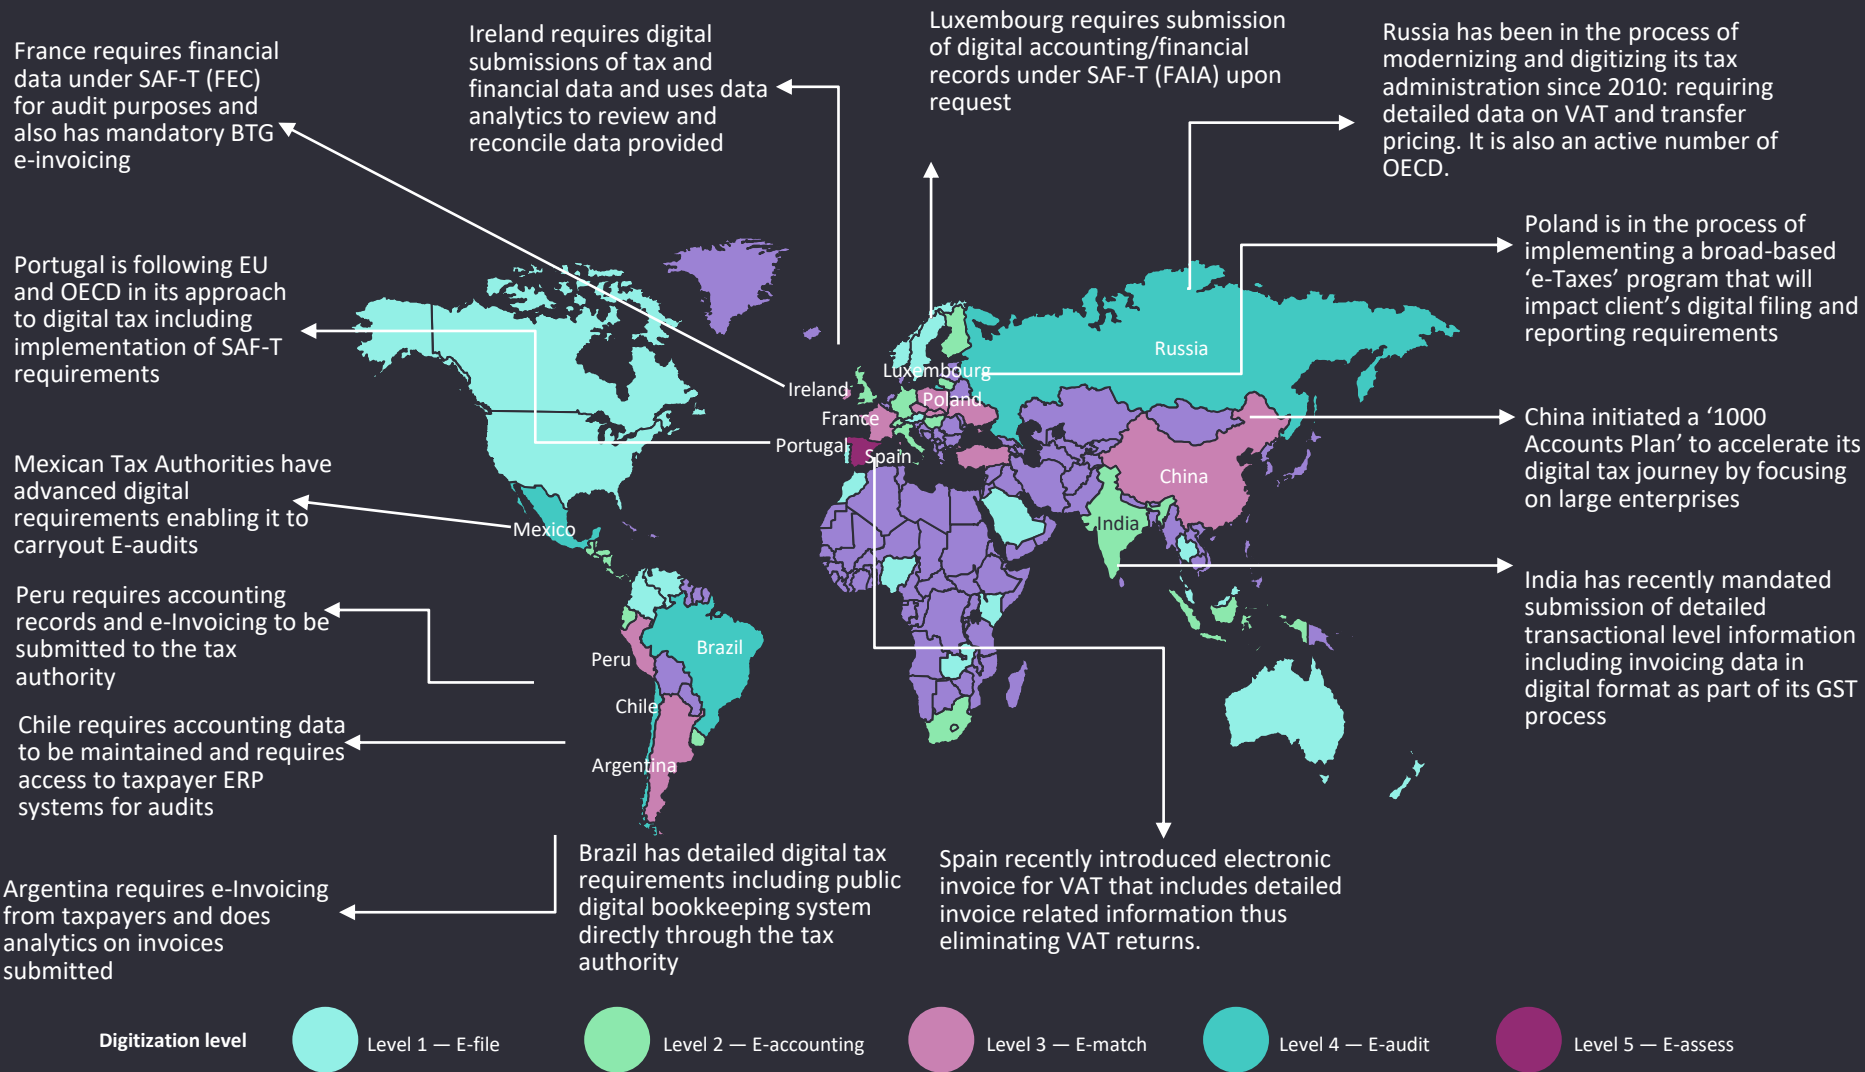 France requires financial
data under SAF-T (FEC)
for audit purposes and
also has mandatory BTG
e-invoicing
Ireland requires digital
submissions of tax and
financial data and uses data
analytics to review and
reconcile data provided
Luxembourg requires submission
of digital accounting/financial
records under SAF-T (FAIA) upon
request
Russia has been in the process of
modernizing and digitizing its tax
administration since 2010: requiring
detailed data on VAT and transfer
pricing. It is also an active number of
OECD.
Portugal is following EU
and OECD in its approach
to digital tax including
implementation of SAF-T
requirements
Poland is in the process of
implementing a broad-based
‘e-Taxes’ program that will
impact client’s digital filing and
reporting requirements
Mexican Tax Authorities have
advanced digital
requirements enabling it to
carryout E-audits
China initiated a ‘1000
Accounts Plan’ to accelerate its
digital tax journey by focusing
on large enterprises
Peru requires accounting
records and e-Invoicing to be
submitted to the tax
authority
India has recently mandated
submission of detailed
transactional level information
including invoicing data in
digital format as part of its GST
process
Chile requires accounting data
to be maintained and requires
access to taxpayer ERP
systems for audits
Argentina requires e-Invoicing
from taxpayers and does
analytics on invoices
submitted
Brazil has detailed digital tax
requirements including public
digital bookkeeping system
directly through the tax
authority
Spain recently introduced electronic
invoice for VAT that includes detailed
invoice related information thus
eliminating VAT returns.
Russia
Luxembourg
Ireland
Poland
France
Portugal
Spain
China
India
Mexico
Brazil
Peru
Chile
Argentina
Digitization level
Level 1 — E-file
Level 2 — E-accounting
Level 3 — E-match
Level 4 — E-audit
Level 5 — E-assess